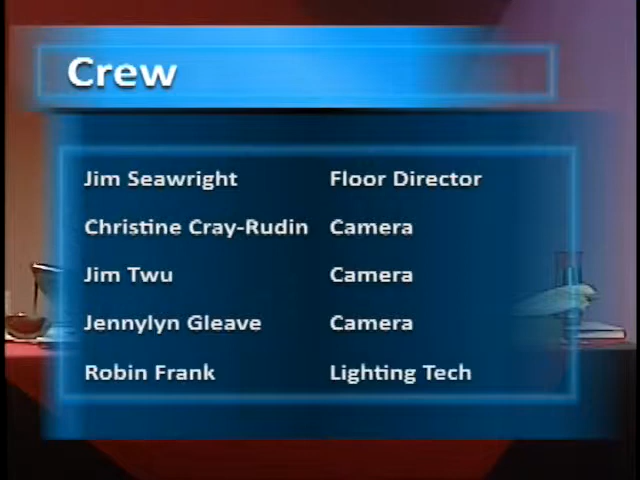 Crew
Jim Seawright Floor Director
Christine Cray-Rudin Camera
Jim Twu Camera
Jennylyn Gleave Camera
Robin Frank Lighting Tech